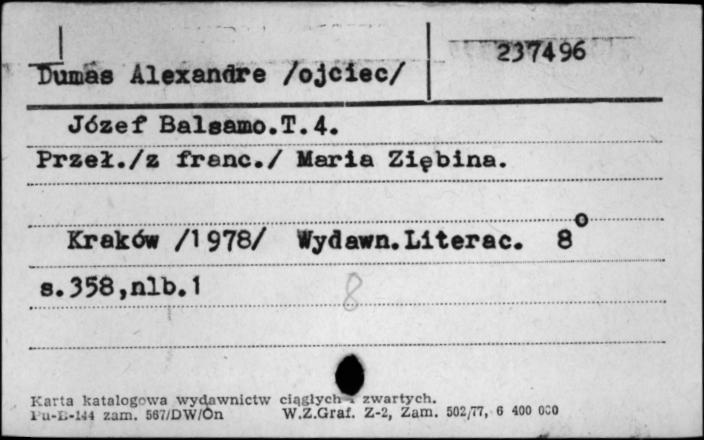 Dumas Alexandre /ojciec/ 237496
Józef Balsamo.T.4.
Przeł./z franc./ Maria Ziębina.
Kraków /1978/ Wydawn.Literac. 8°
s.358,nlb.1
8
Karta katalogowa wydawnictw ciągłych i zwartych.
Pu-B-144 zam. 567/DW/On W.Z.Graf. Z-2, Zam. 502/77, 6 400 000